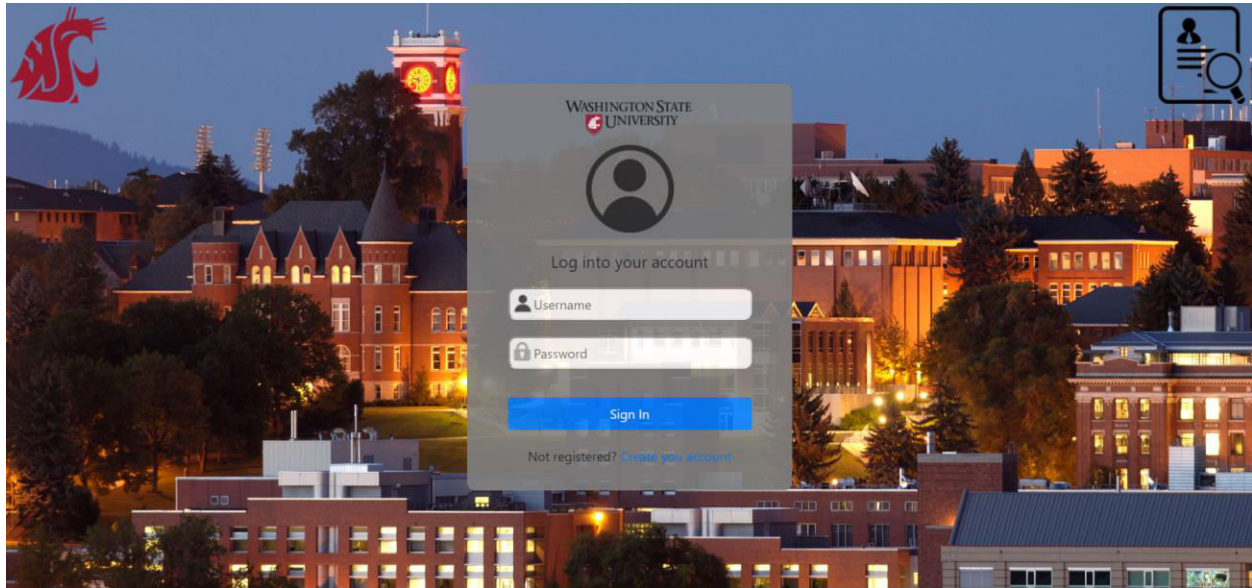 WASHINGTON STATE
UNIVERSITY
Log into your account
Username
Password
Sign In
Not registered? Create you account